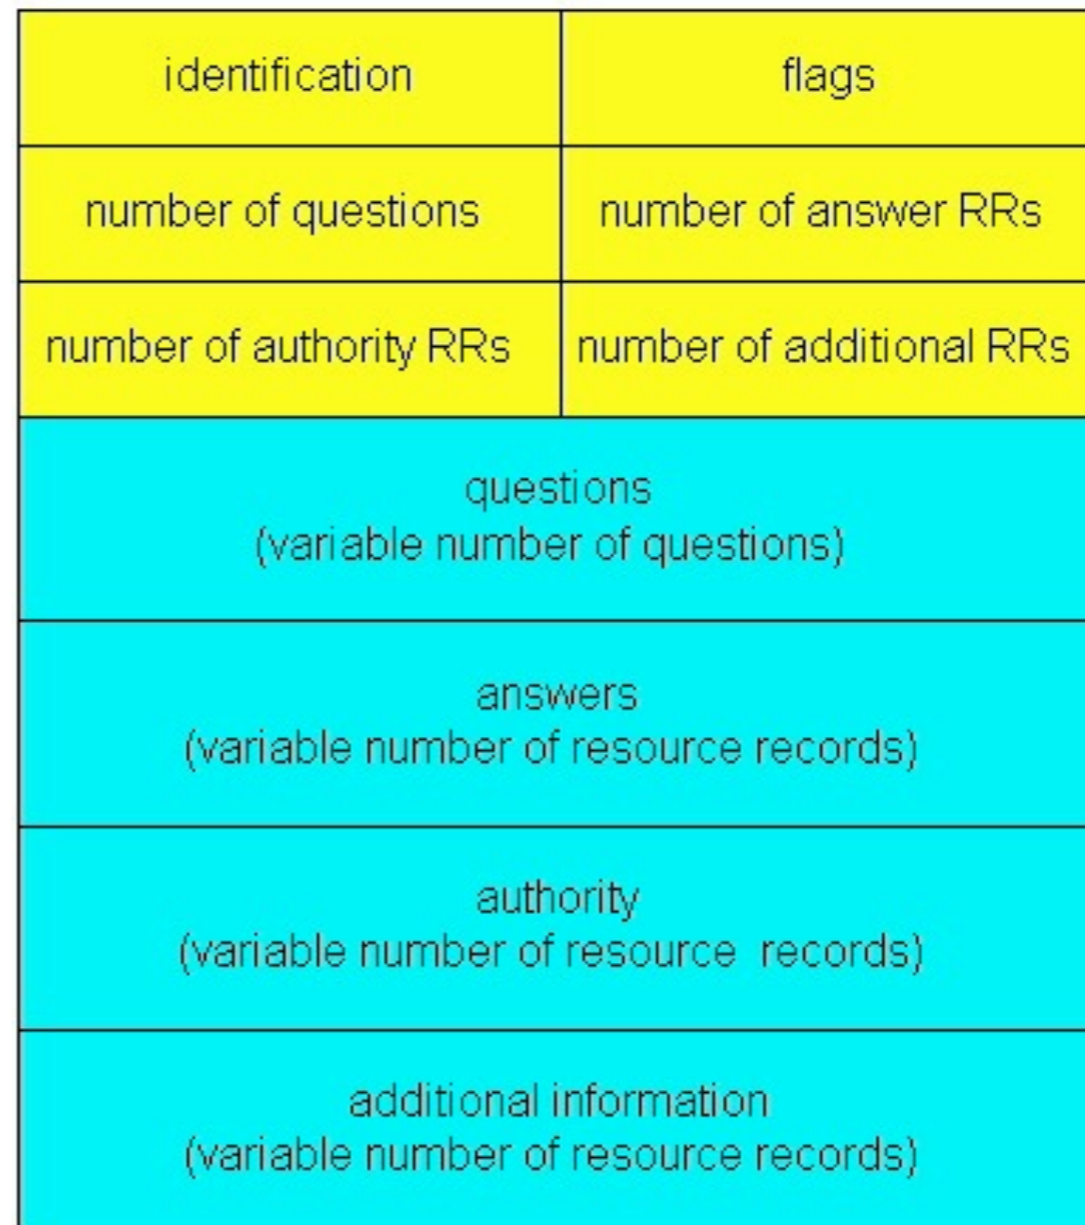 identification
flags
number of questions
number of answer RRs
number of authority RRs
number of additional RRs
questions
(variable number of questions)
answers
(variable number of resource records)
authority
(variable number of resource records)
additional information
(variable number of resource records)